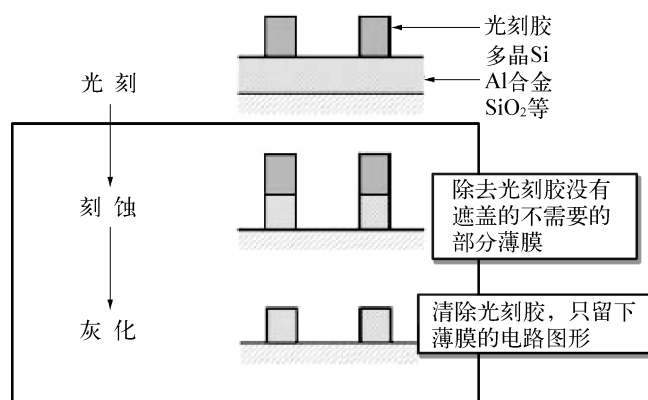 光刻胶
多晶Si
Al合金
SiO₂等
光 刻
刻 蚀
除去光刻胶没有
遮盖的不需要的
部分薄膜
灰 化
清除光刻胶，只留下
薄膜的电路图形